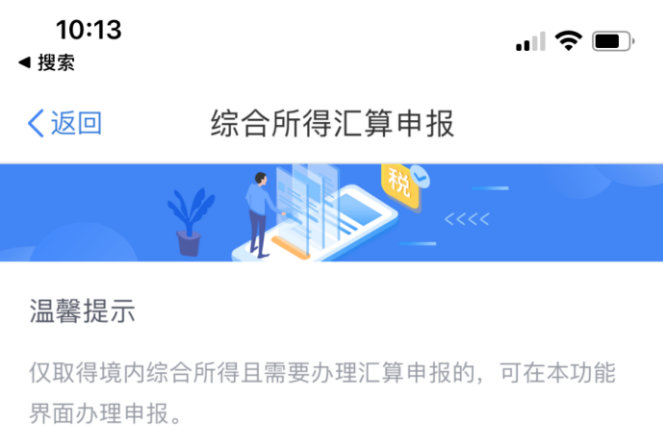 10:13
搜索
返回
综合所得汇算申报
税
温馨提示
仅取得境内综合所得且需要办理汇算申报的，可在本功能
界面办理申报。